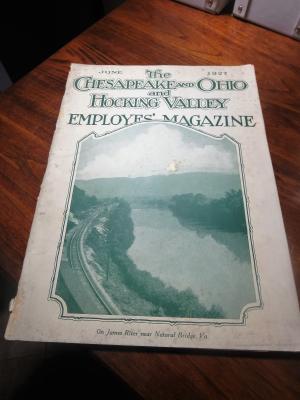 JUNE 1927
The
CHESAPEAKE AND OHIO
and
HOCKING VALLEY
EMPLOYES' MAGAZINE
On James River near Natural Bridge, Va.